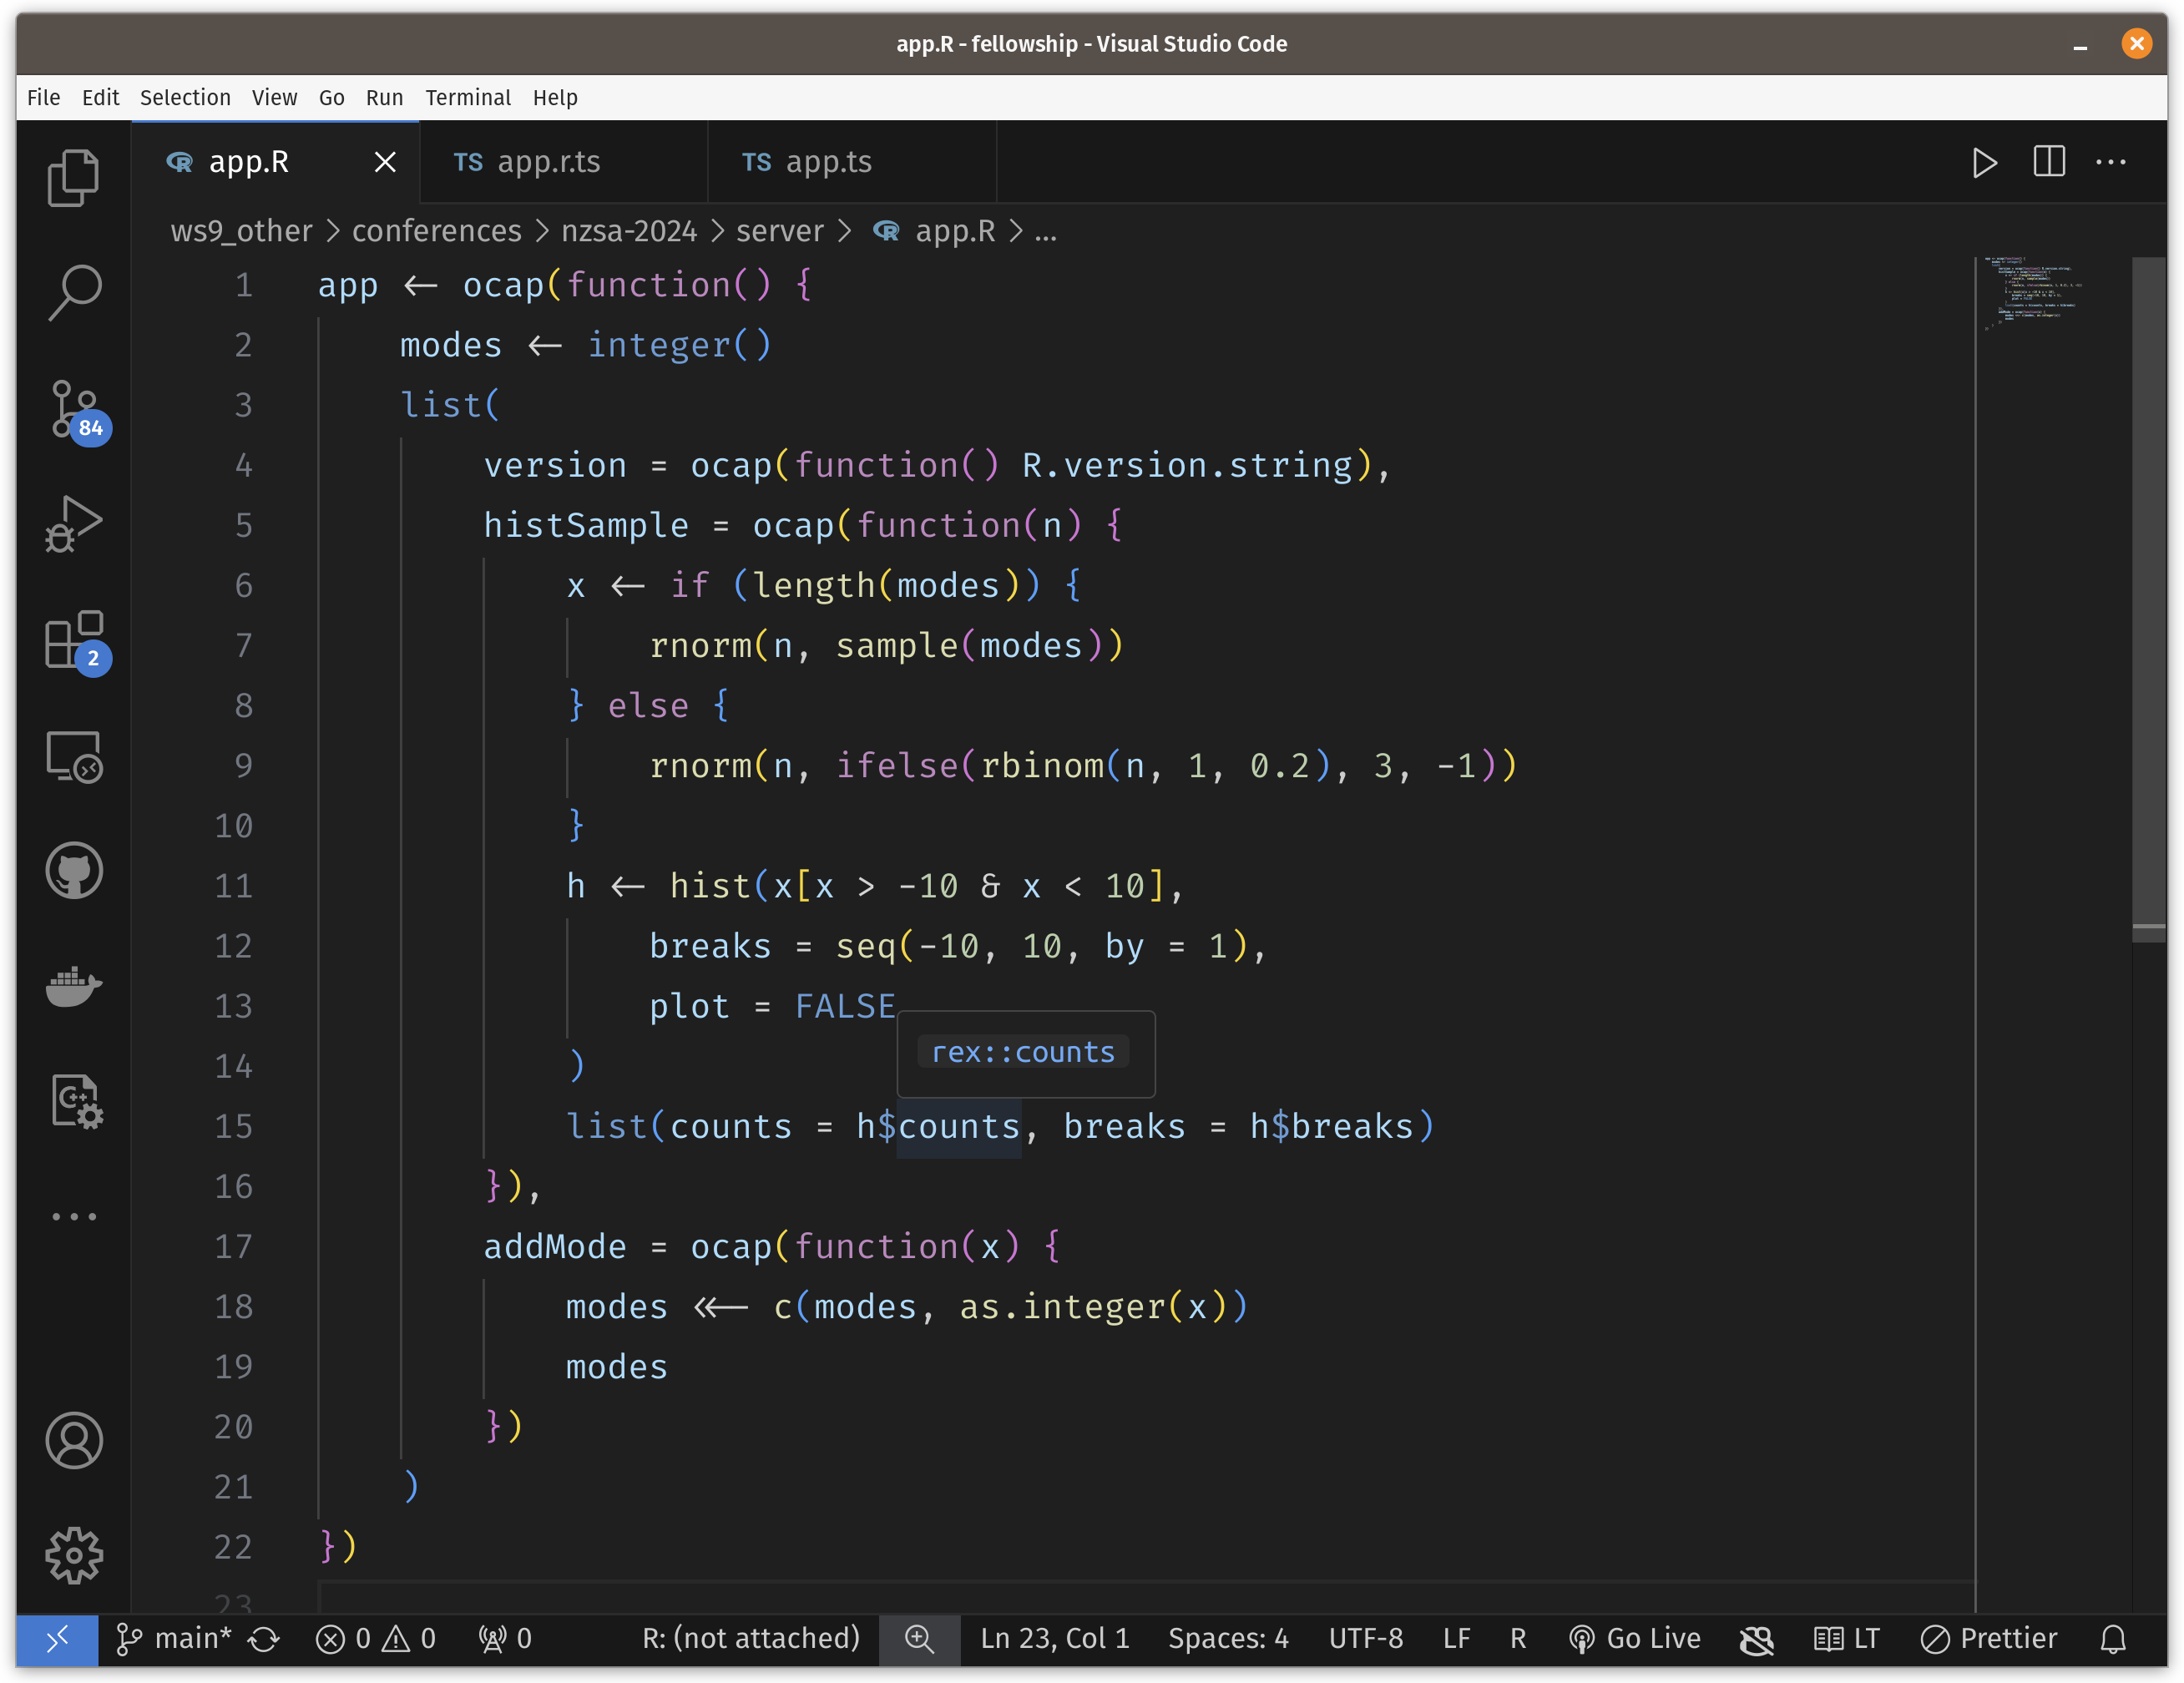 app.R - fellowship - Visual Studio Code
File Edit Selection View Go Run Terminal Help
app.R
TS app.r.ts
TS app.ts
ws9_other > conferences > nzsa-2024 > server > app.R > ...
1 app <- ocap(function() {
2 modes <- integer()
3 list(
4 version = ocap(function() R.version.string),
5 histSample = ocap(function(n) {
6 x <- if (length(modes)) {
7 rnorm(n, sample(modes))
8 } else {
9 rnorm(n, ifelse(rbinom(n, 1, 0.2), 3, -1))
10 }
11 h <- hist(x[x > -10 & x < 10],
12 breaks = seq(-10, 10, by = 1),
13 plot = FALSE
rex::counts
14 )
15 list(counts = h$counts, breaks = h$breaks)
16 }),
17 addMode = ocap(function(x) {
18 modes <<- c(modes, as.integer(x))
19 modes
20 })
21 )
22 })
23
84
2
main* 0 0 0 R: (not attached) Ln 23, Col 1 Spaces: 4 UTF-8 LF R Go Live LT Prettier